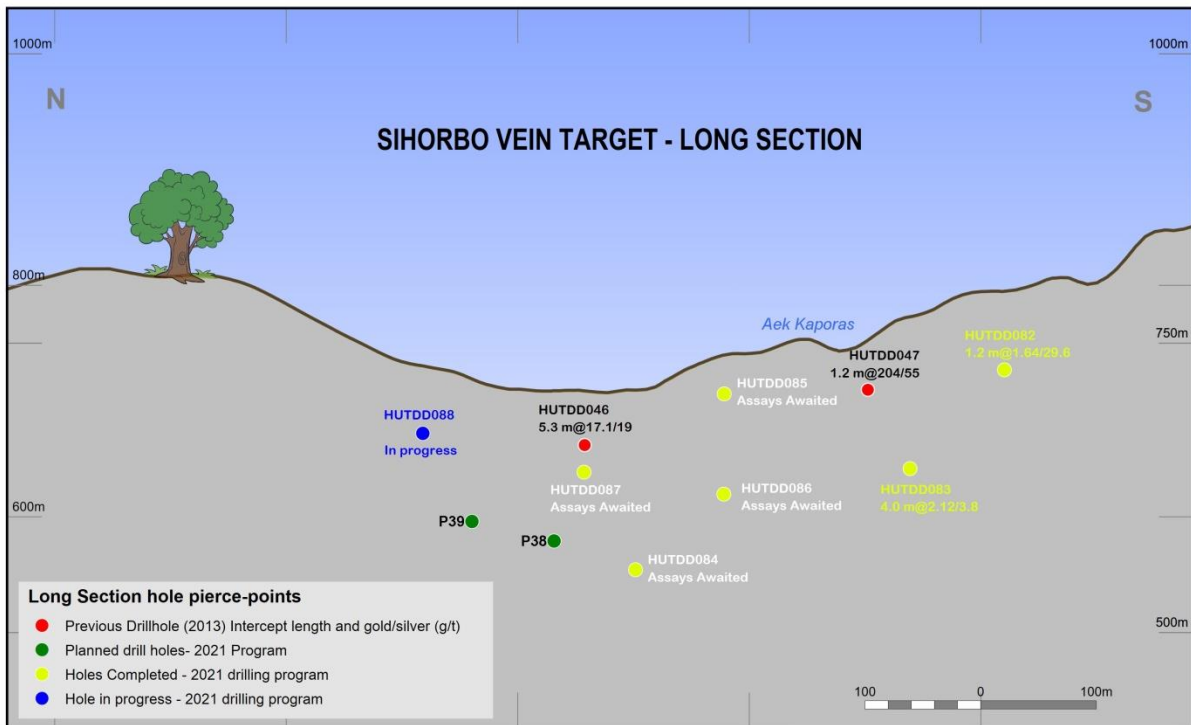 1000m
1000m
N
S
SIHORBO VEIN TARGET - LONG SECTION
800m
Aek Kaporas
750m
HUTDD082
1.2 m@1.64/29.6
HUTDD047
1.2 m@204/55
HUTDD085
Assays Awaited
HUTDD088
In progress
HUTDD046
5.3 m@17.1/19
HUTDD087
Assays Awaited
HUTDD086
Assays Awaited
HUTDD083
4.0 m@2.12/3.8
600m
P39
P38
HUTDD084
Assays Awaited
500m
Long Section hole pierce-points
Previous Drillhole (2013) Intercept length and gold/silver (g/t)
Planned drill holes- 2021 Program
Holes Completed - 2021 drilling program
Hole in progress - 2021 drilling program
100 0 100m